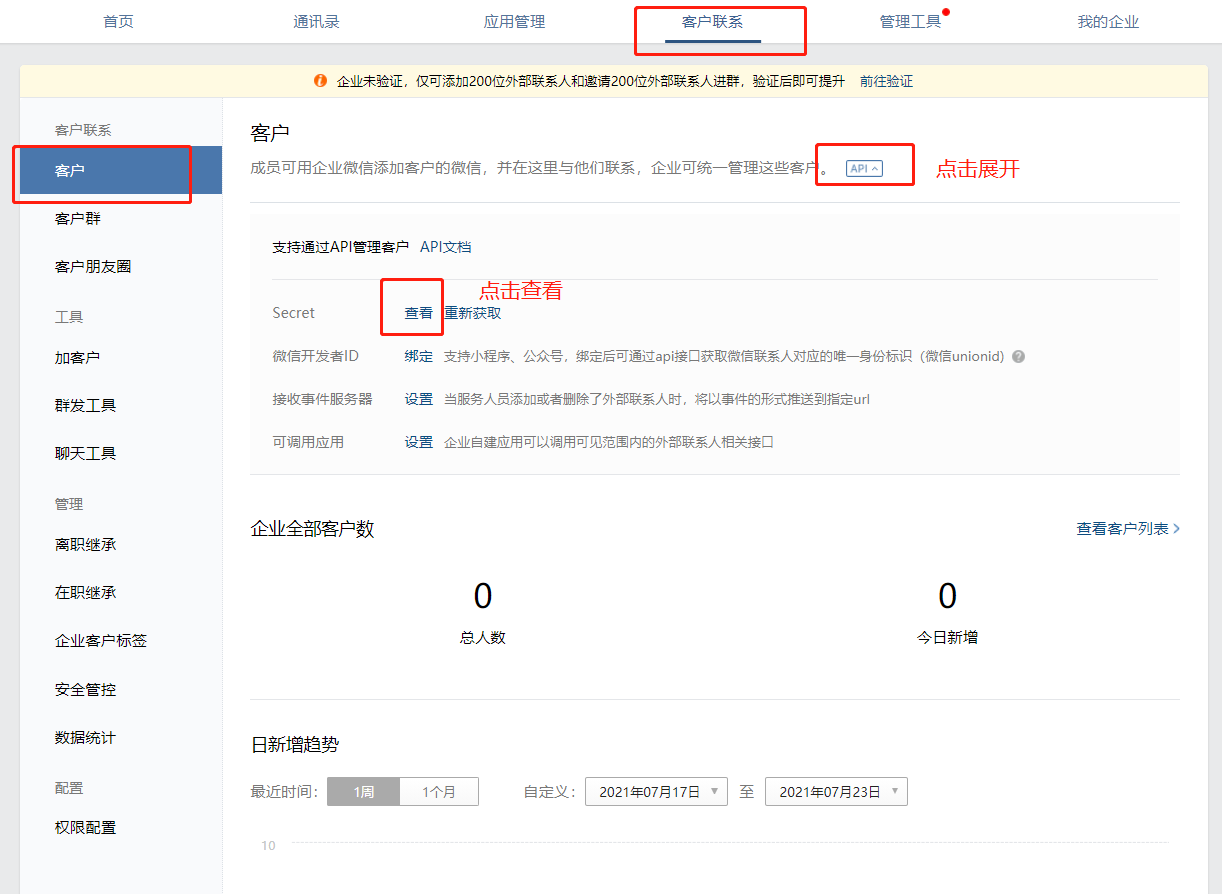 首页 通讯录 应用管理 客户联系 管理工具 我的企业
企业未验证，仅可添加200位外部联系人和邀请200位外部联系人进群，验证后即可提升 前往验证
客户联系
客户
客户群
客户朋友圈
工具
加客户
群发工具
聊天工具
管理
离职继承
在职继承
企业客户标签
安全管控
数据统计
配置
权限配置
客户
成员可用企业微信添加客户的微信，并在这里与他们联系，企业可统一管理这些客户。 API
点击展开
支持通过API管理客户 API文档
点击查看
Secret 查看 重新获取
微信开发者ID 绑定 支持小程序、公众号，绑定后可通过api接口获取微信联系人对应的唯一身份标识（微信unionid） ?
接收事件服务器 设置 当服务人员添加或者删除了外部联系人时，将以事件的形式推送到指定url
可调用应用 设置 企业自建应用可以调用可见范围内的外部联系人相关接口
企业全部客户数 查看客户列表
0 0
总人数 今日新增
日新增趋势
最近时间： 1周 1个月 自定义： 2021年07月17日 至 2021年07月23日
10